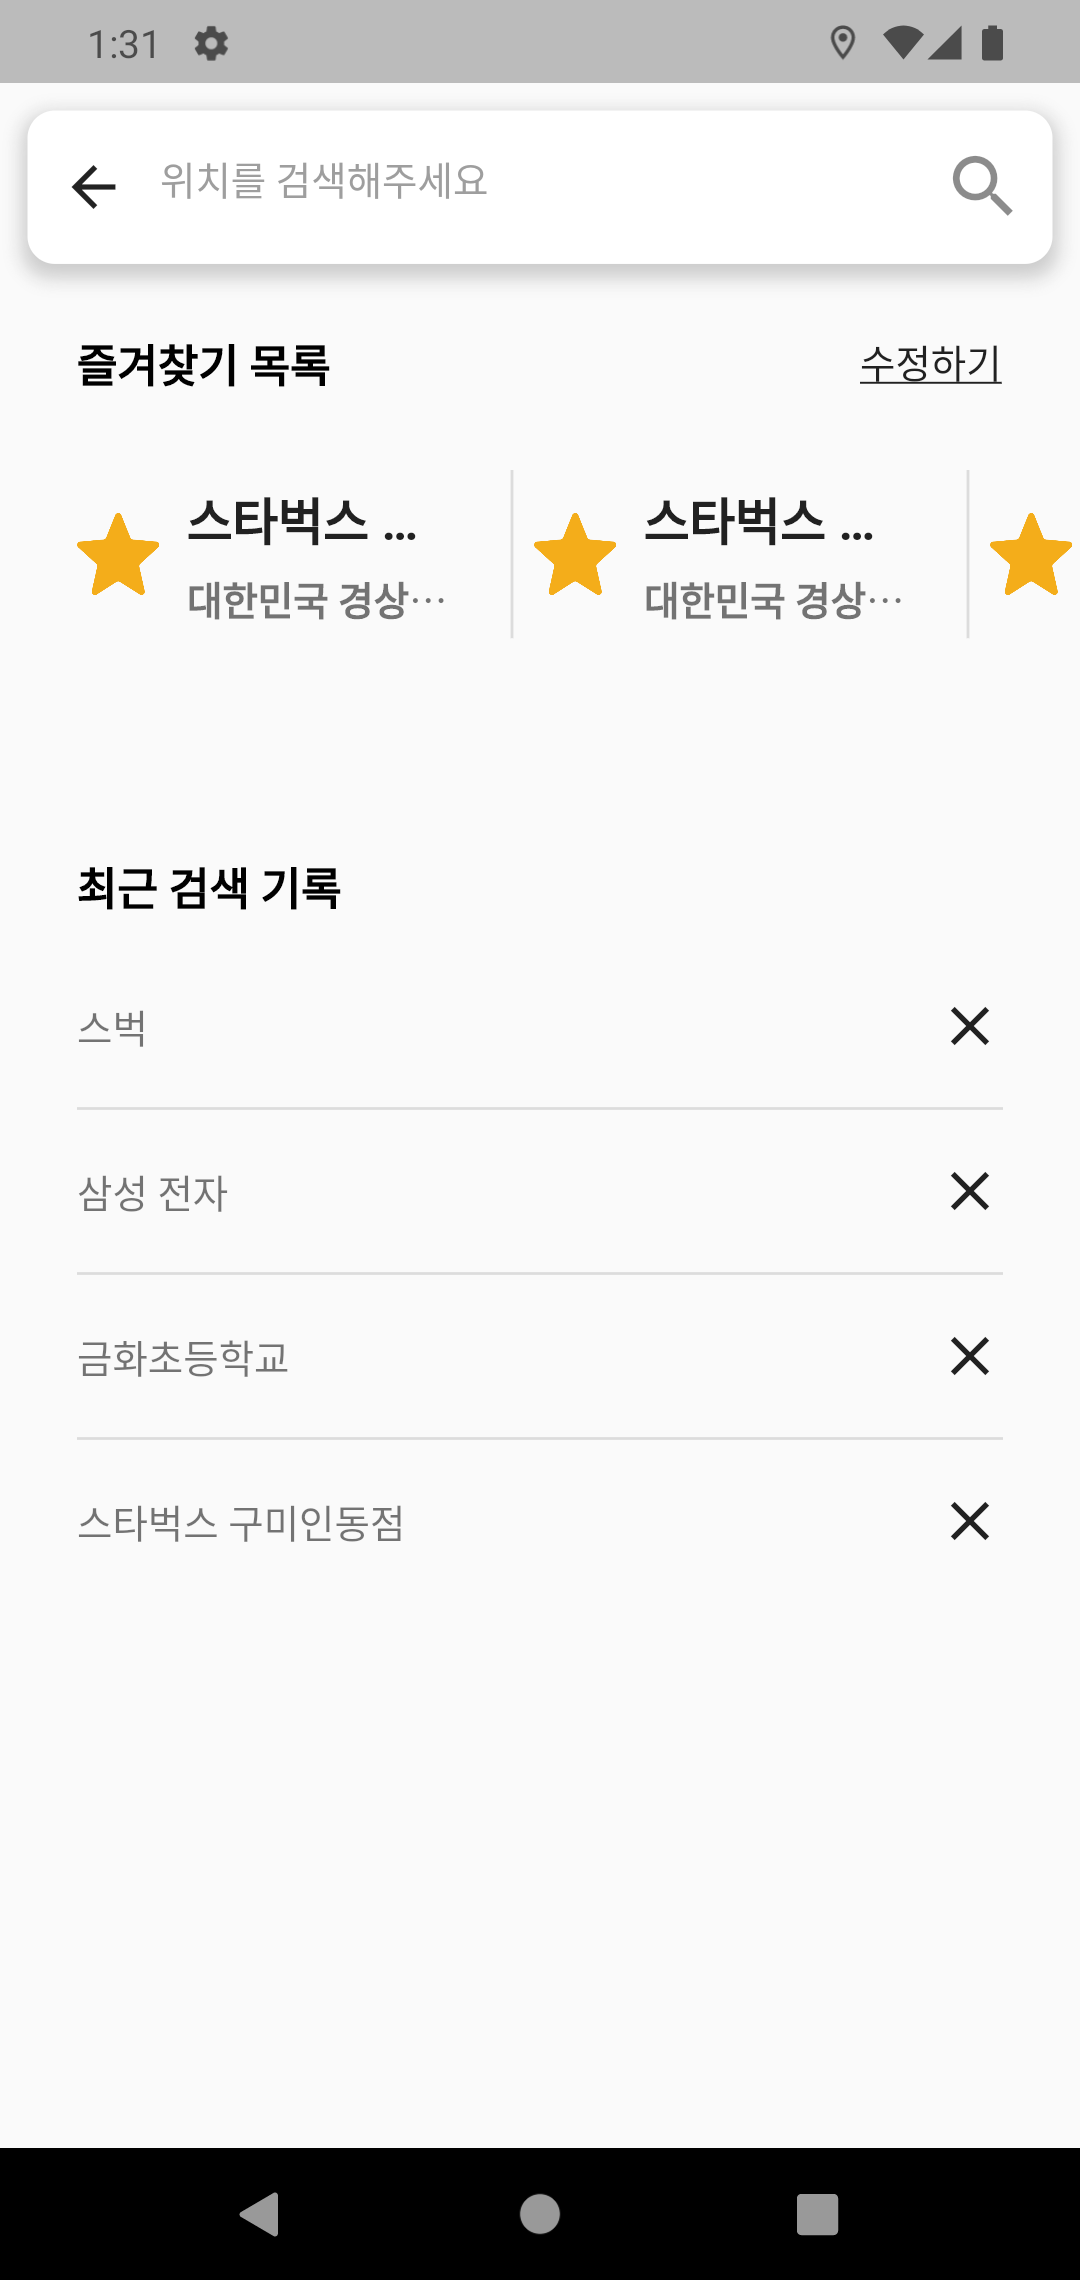 1:31
위치를 검색해주세요
즐겨찾기 목록
수정하기
스타벅스 ...
대한민국 경상···
스타벅스 ...
대한민국 경상···
최근 검색 기록
스벅
삼성 전자
금화초등학교
스타벅스 구미인동점